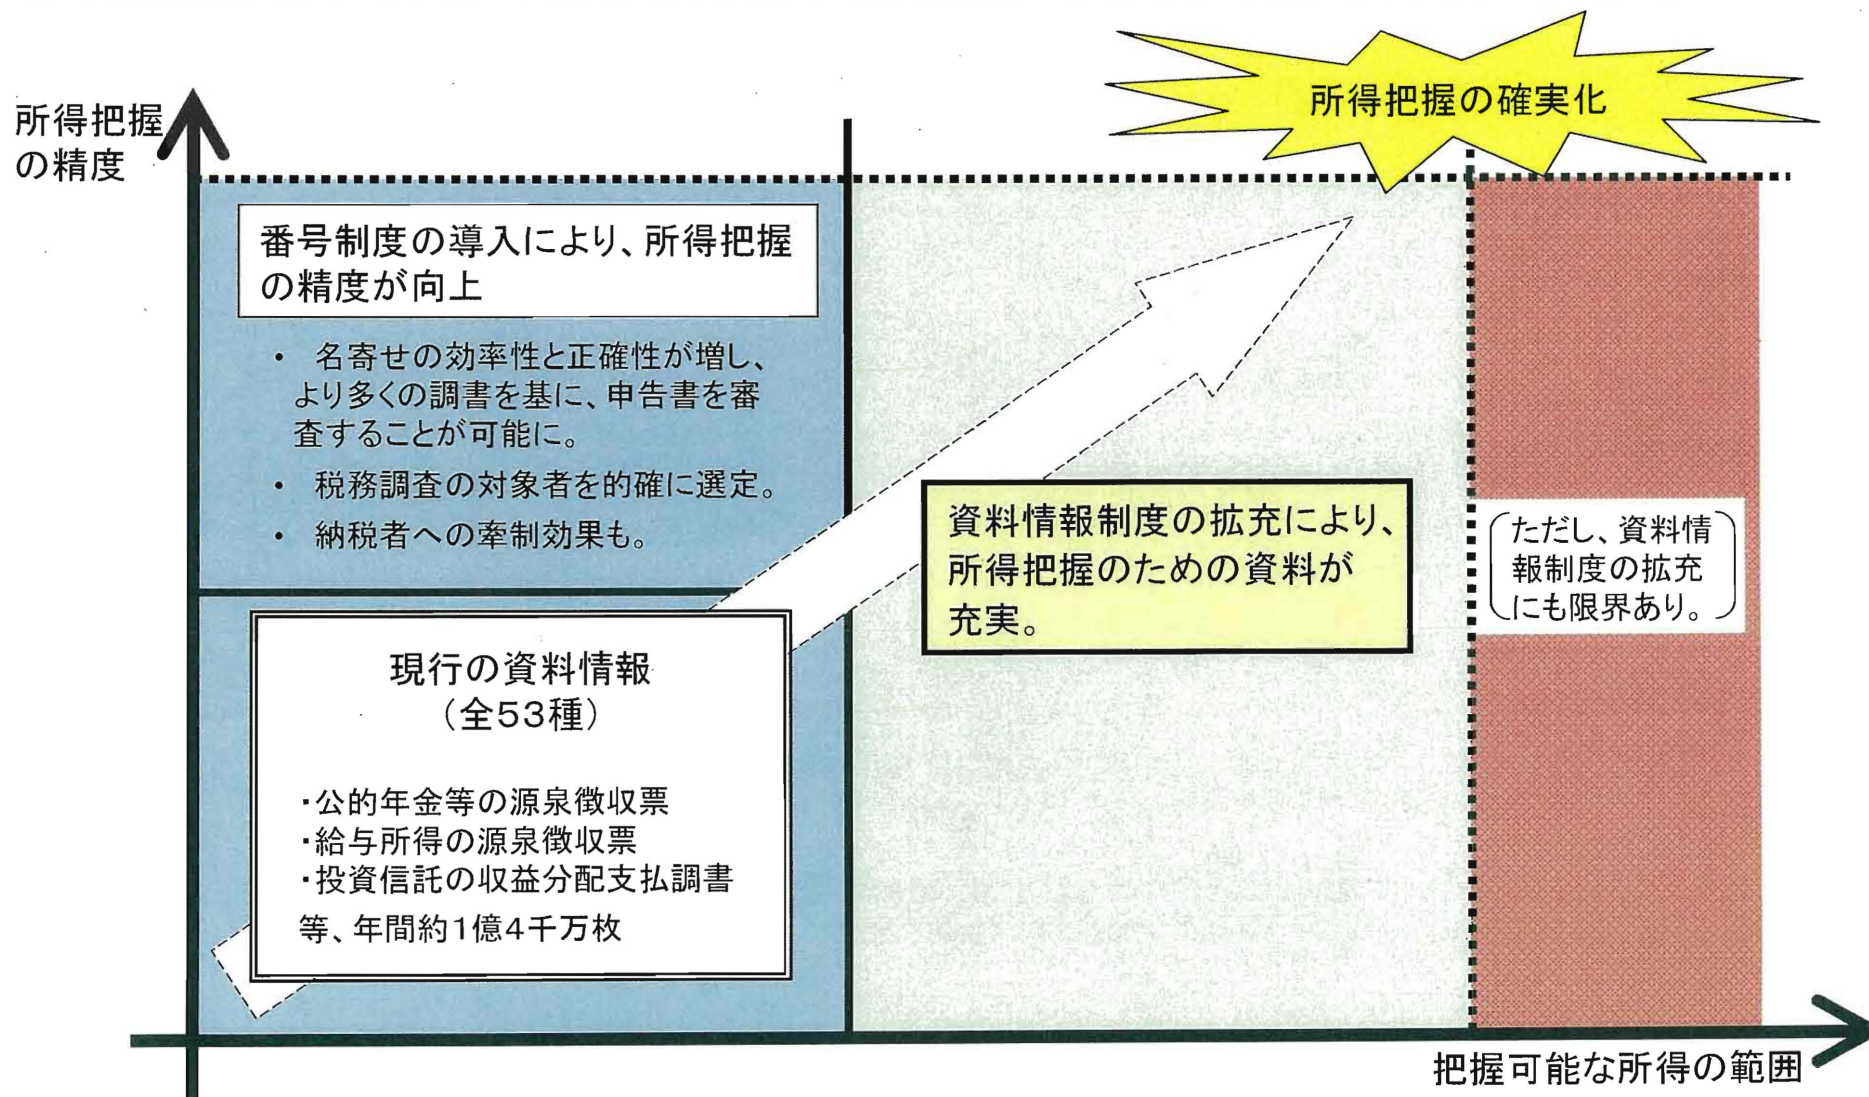 所得把握の確実化
所得把握
の精度
番号制度の導入により、所得把握
の精度が向上
・ 名寄せの効率性と正確性が増し、
より多くの調書を基に、申告書を審
査することが可能に。
・ 税務調査の対象者を的確に選定。
・ 納税者への牽制効果も。
資料情報制度の拡充により、
所得把握のための資料が
充実。
ただし、資料情
報制度の拡充
にも限界あり。
現行の資料情報
（全53種）
・公的年金等の源泉徴収票
・給与所得の源泉徴収票
・投資信託の収益分配支払調書
等、年間約1億4千万枚
把握可能な所得の範囲